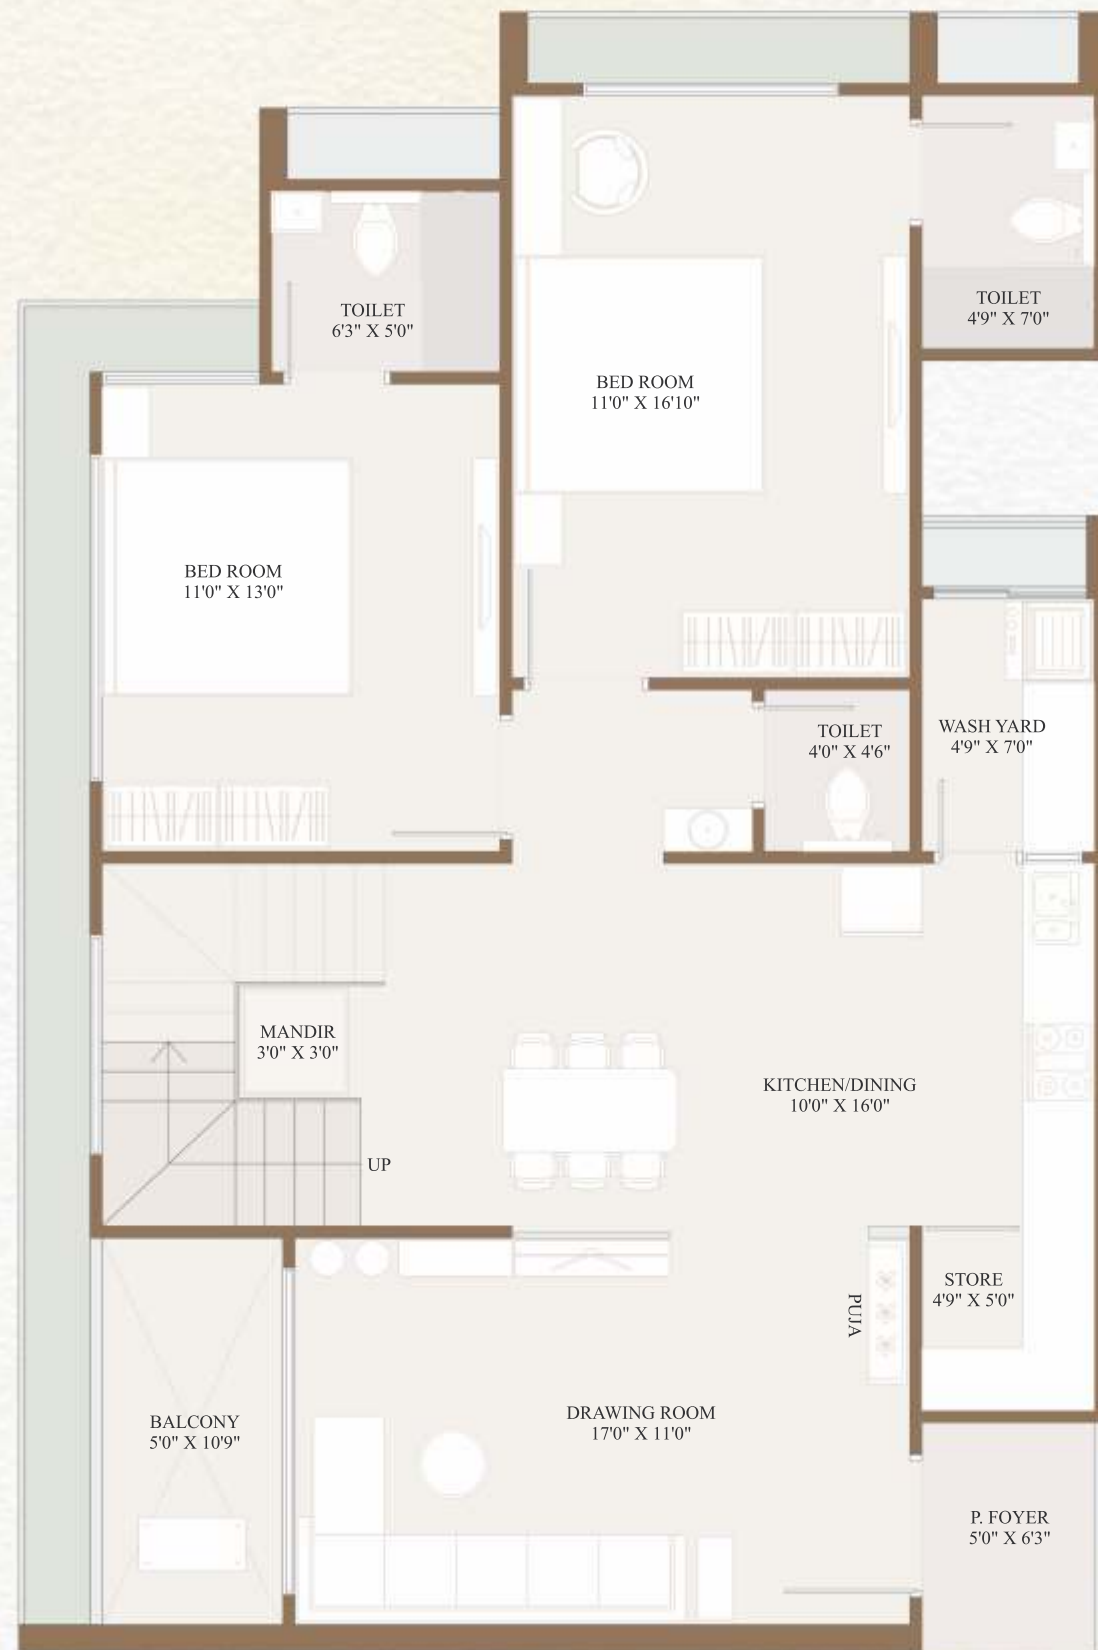 TOILET
6'3" X 5'0"
TOILET
4'9" X 7'0"
BED ROOM
11'0" X 16'10"
BED ROOM
11'0" X 13'0"
TOILET
4'0" X 4'6"
WASH YARD
4'9" X 7'0"
MANDIR
3'0" X 3'0"
KITCHEN/DINING
10'0" X 16'0"
UP
STORE
4'9" X 5'0"
PUJA
DRAWING ROOM
17'0" X 11'0"
BALCONY
5'0" X 10'9"
P. FOYER
5'0" X 6'3"